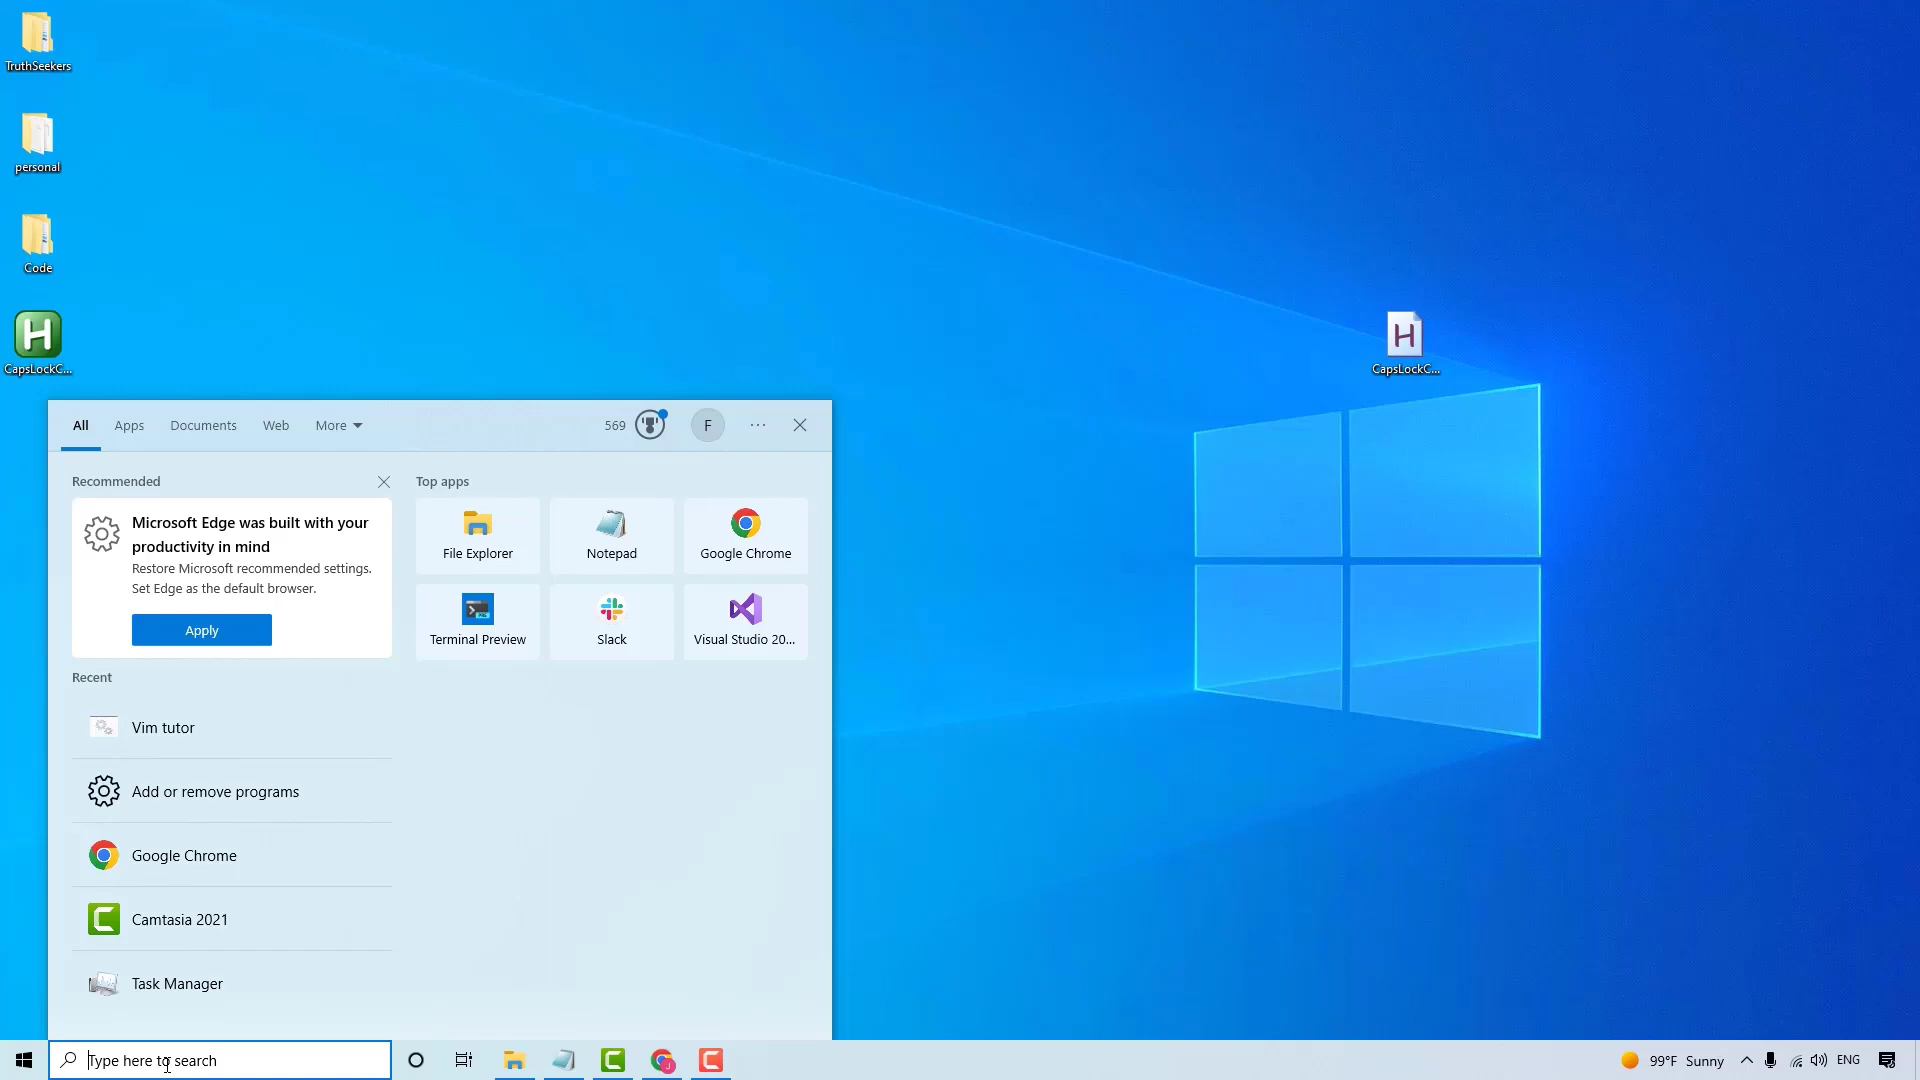 TruthSeekers
personal
Code
CapsLockC...
CapsLockC...
All Apps Documents Web More 569 F
Recommended
Microsoft Edge was built with your
productivity in mind
Restore Microsoft recommended settings.
Set Edge as the default browser.
Apply
Top apps
File Explorer Notepad Google Chrome
Terminal Preview Slack Visual Studio 20...
Recent
Vim tutor
Add or remove programs
Google Chrome
Camtasia 2021
Task Manager
Type here to search
99°F Sunny ENG